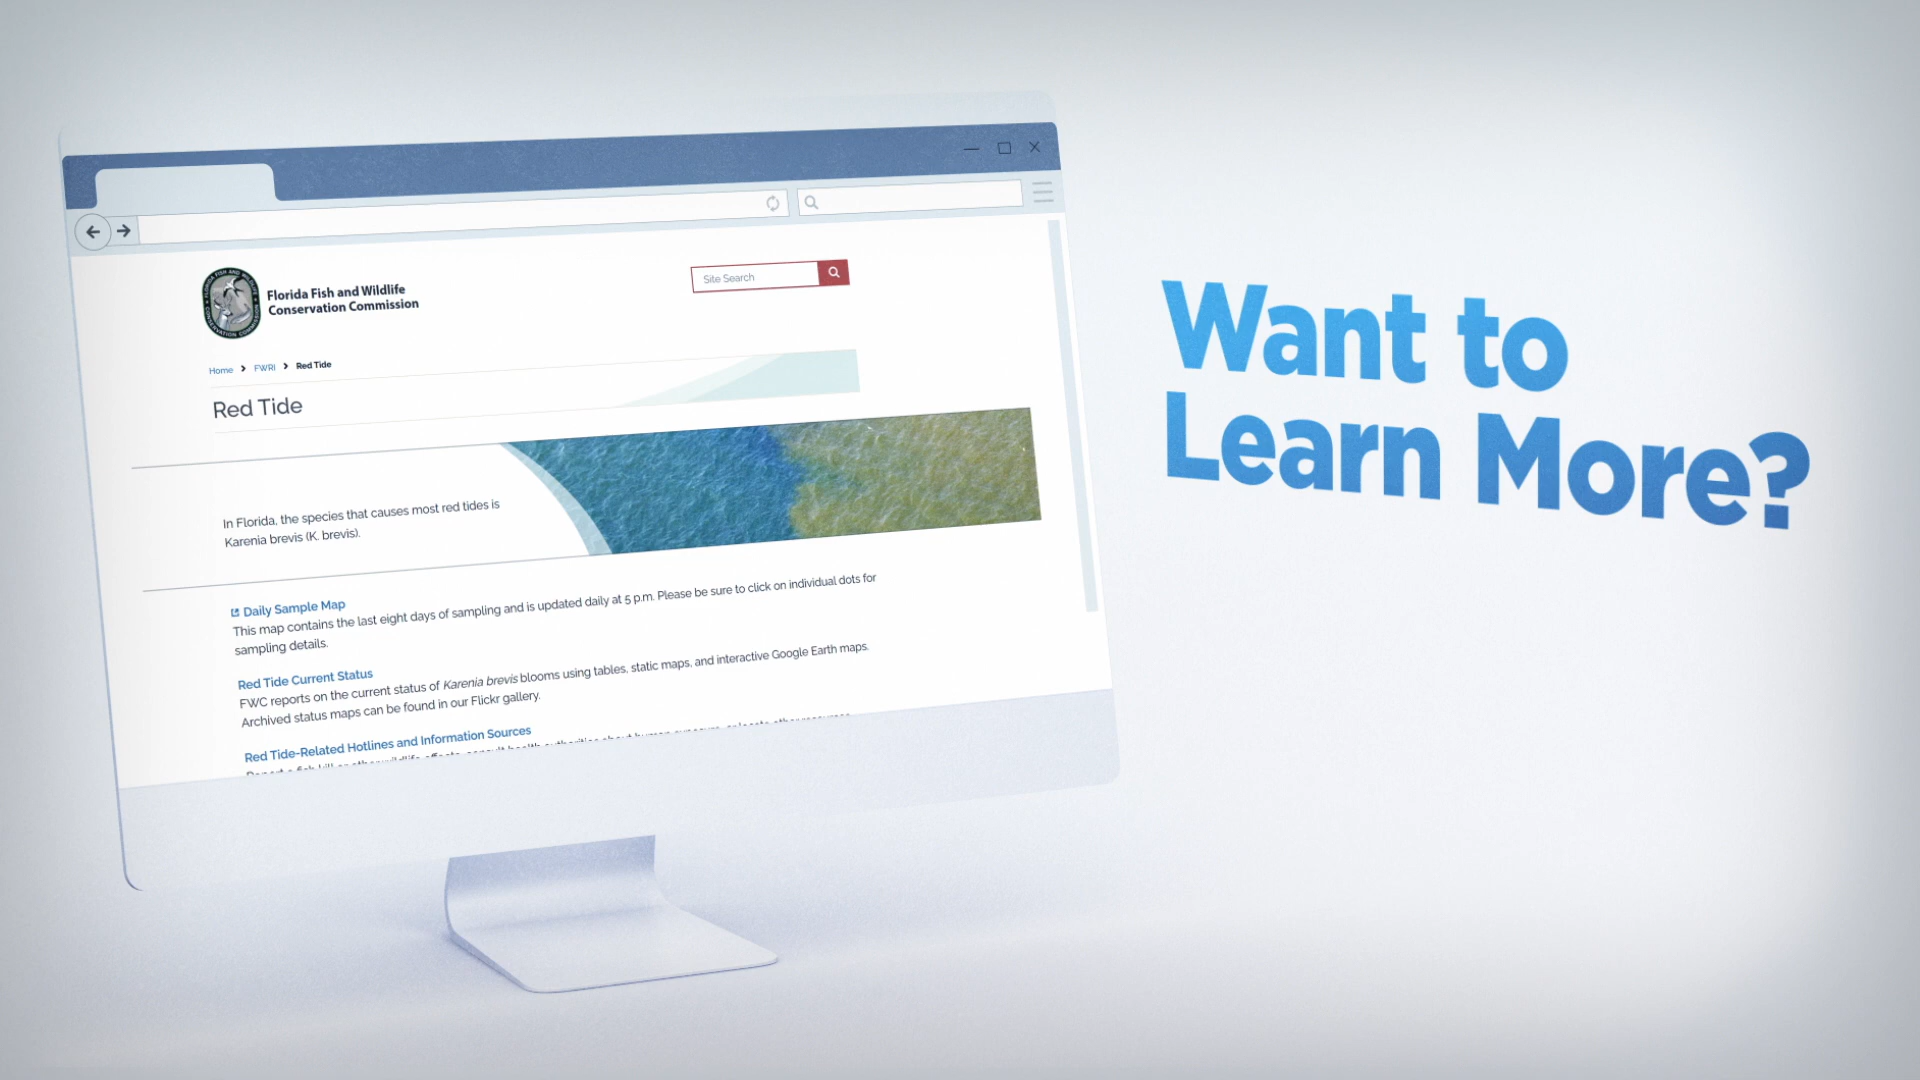 Florida Fish and Wildlife
Conservation Commission
Site Search
Home > FWRI > Red Tide
Red Tide
In Florida, the species that causes most red tides is
Karenia brevis (K. brevis).
Daily Sample Map
This map contains the last eight days of sampling and is updated daily at 5 p.m. Please be sure to click on individual dots for
sampling details.
Red Tide Current Status
FWC reports on the current status of Karenia brevis blooms using tables, static maps, and interactive Google Earth maps.
Archived status maps can be found in our Flickr gallery.
Red Tide-Related Hotlines and Information Sources
Want to
Learn More?